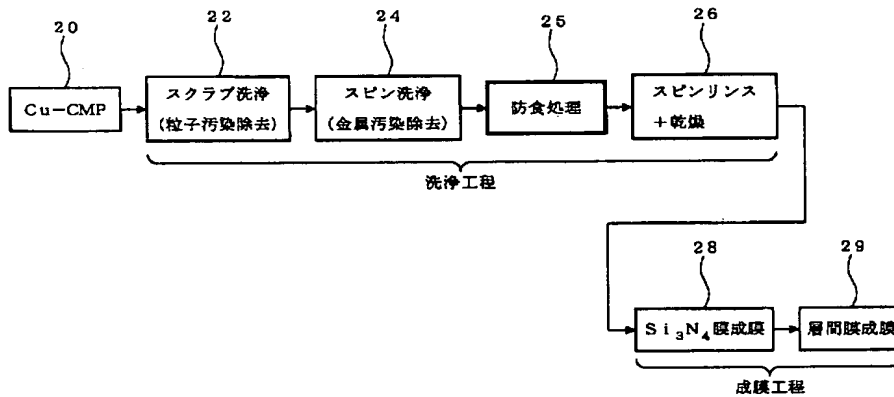 20
22
24
25
26
Cu-CMP
スクラブ洗浄
(粒子汚染除去)
スピン洗浄
(金属汚染除去)
防食処理
スピンリンス
+乾燥
洗浄工程
28
29
Si₃N₄膜成膜
層間膜成膜
成膜工程